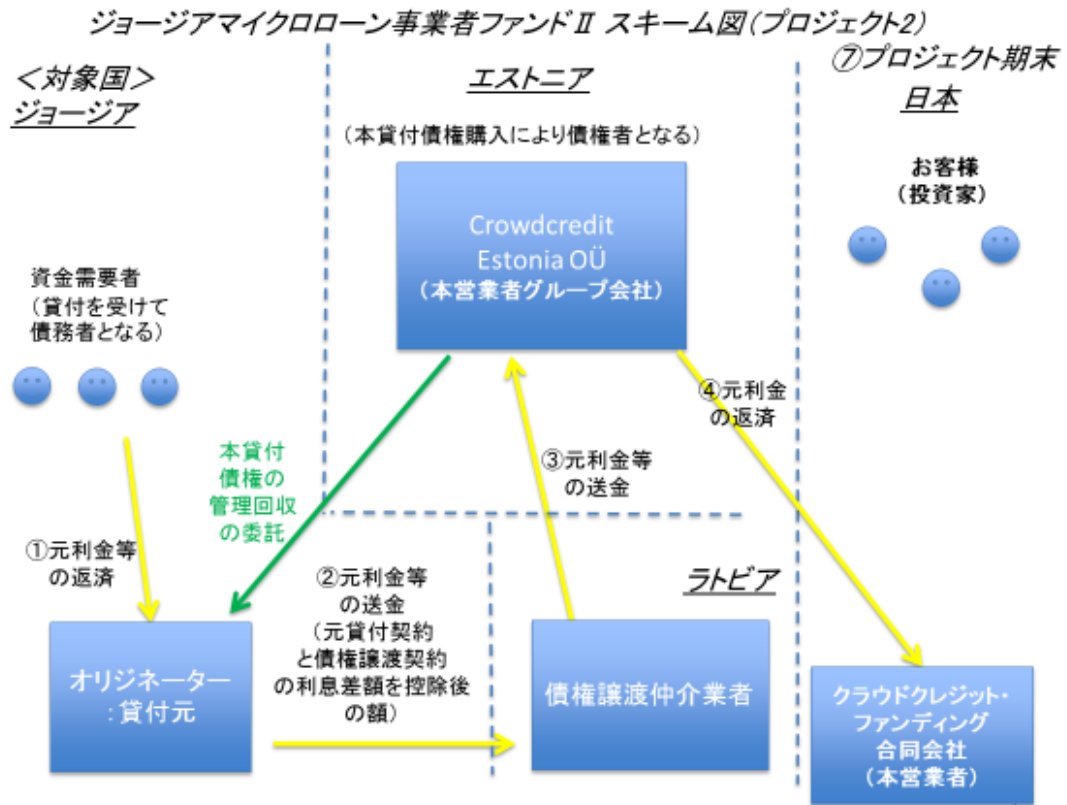 ジョージアマイクロローン事業者ファンドⅡ スキーム図(プロジェクト2)
⑦プロジェクト期末
<対象国>
ジョージア
エストニア
日本
(本貸付債権購入により債権者となる)
お客様
(投資家)
Crowdcredit
Estonia OÜ
(本営業者グループ会社)
資金需要者
(貸付を受けて
債務者となる)
④元利金
の返済
本貸付
債権の
管理回収
の委託
③元利金等
の送金
①元利金等
の返済
②元利金等
の送金
(元貸付契約
と債権譲渡契約
の利息差額を控除後
の額)
ラトビア
オリジネーター
:貸付元
債権譲渡仲介業者
クラウドクレジット・
ファンディング
合同会社
(本営業者)